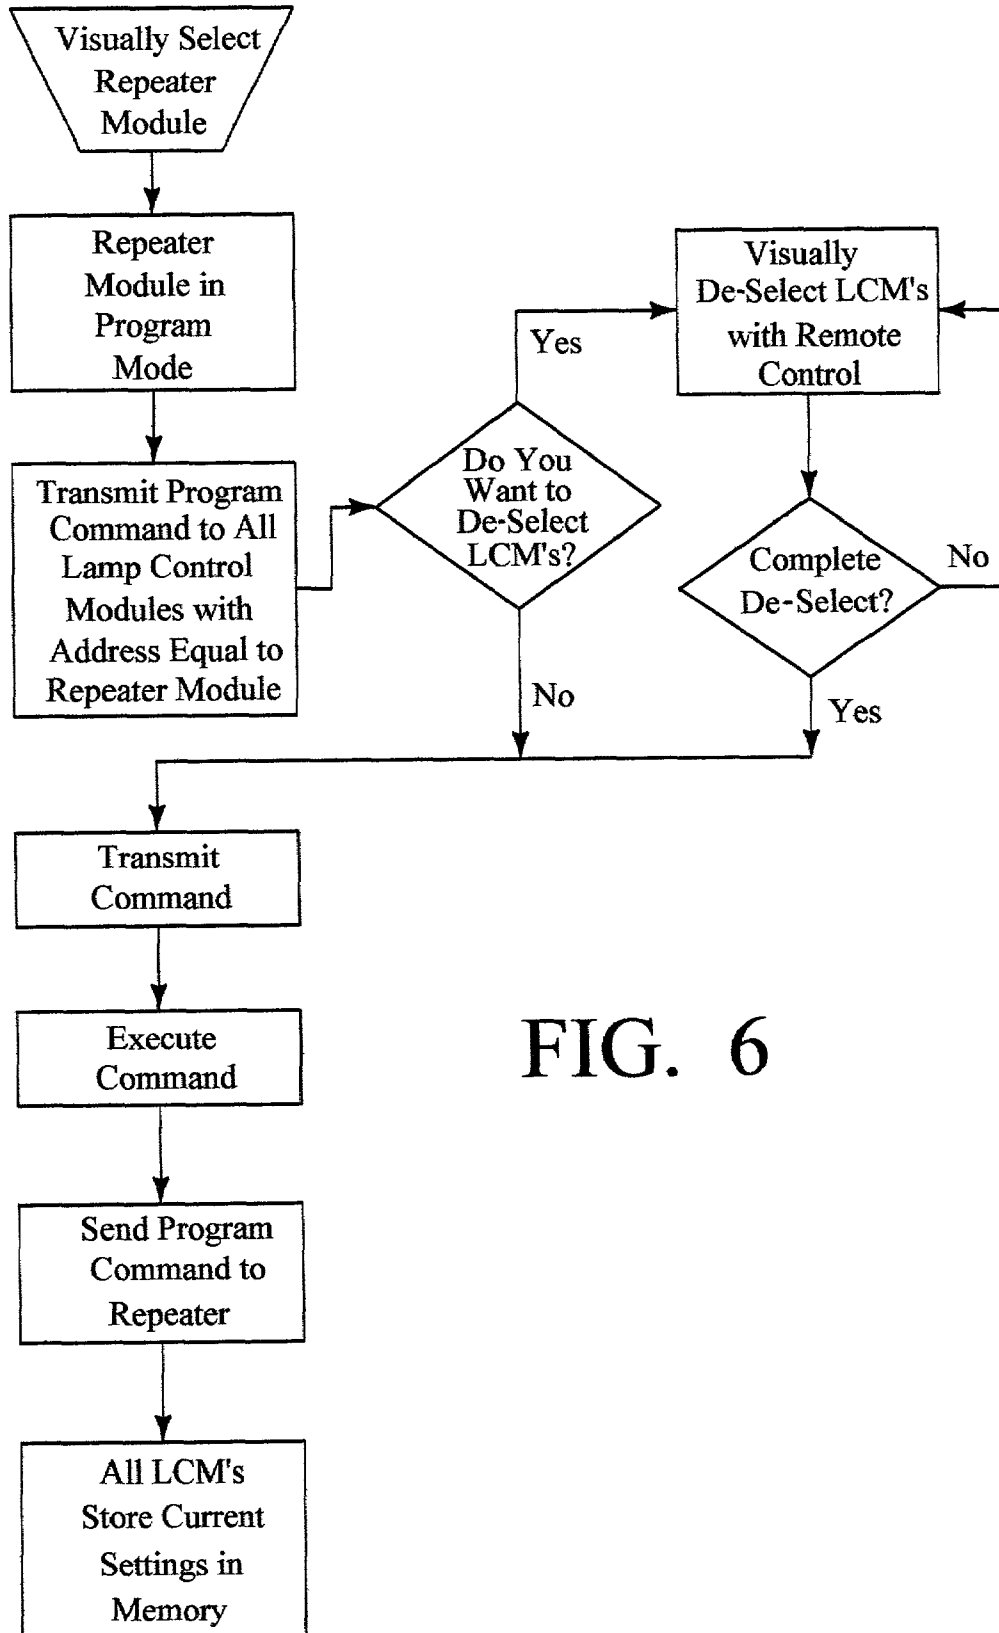 Visually Select
Repeater
Module
Repeater
Module in
Program
Mode
Transmit Program
Command to All
Lamp Control
Modules with
Address Equal to
Repeater Module
Do You
Want to
De-Select
LCM's?
Yes
No
Visually
De-Select LCM's
with Remote
Control
Complete
De-Select?
No
Yes
Transmit
Command
Execute
Command
Send Program
Command to
Repeater
All LCM's
Store Current
Settings in
Memory
FIG. 6